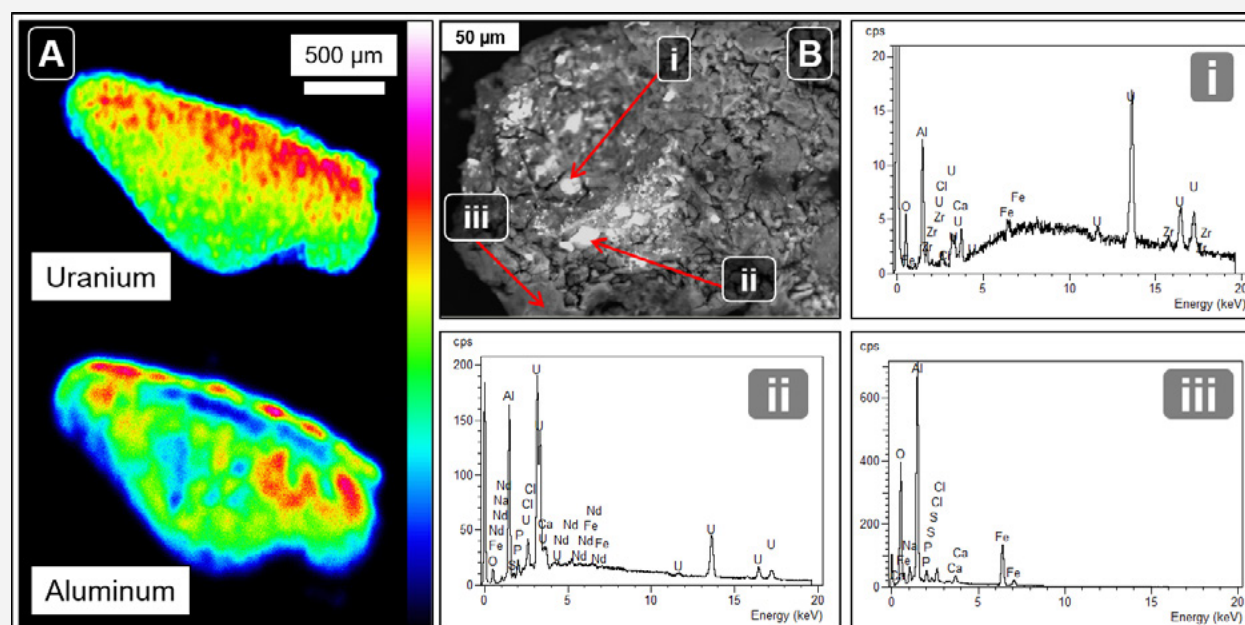 A
500 µm
Uranium
Aluminum
50 µm
B
i
ii
iii
cps
i
20
15
10
5
0
U
Al
Cl
U
U
Zr
O
Ca
U
Zr
Zr
Fe
Fe
Fe
U
U
U
Zr
Zr
0
5
10
15
20
Energy (keV)
cps
ii
200
150
100
50
0
U
Al
Nd
Na
Nd
Nd
Fe
O
S
P
P
Cl
Cl
U
Ca
U
U
Nd
Nd
Nd
Fe
Nd
Fe
Nd
U
U
U
U
0
5
10
15
20
Energy (keV)
cps
iii
600
400
200
0
Al
O
Fe
Na
Cl
Cl
S
S
P
P
Ca
Ca
Fe
Fe
0
5
10
15
20
Energy (keV)